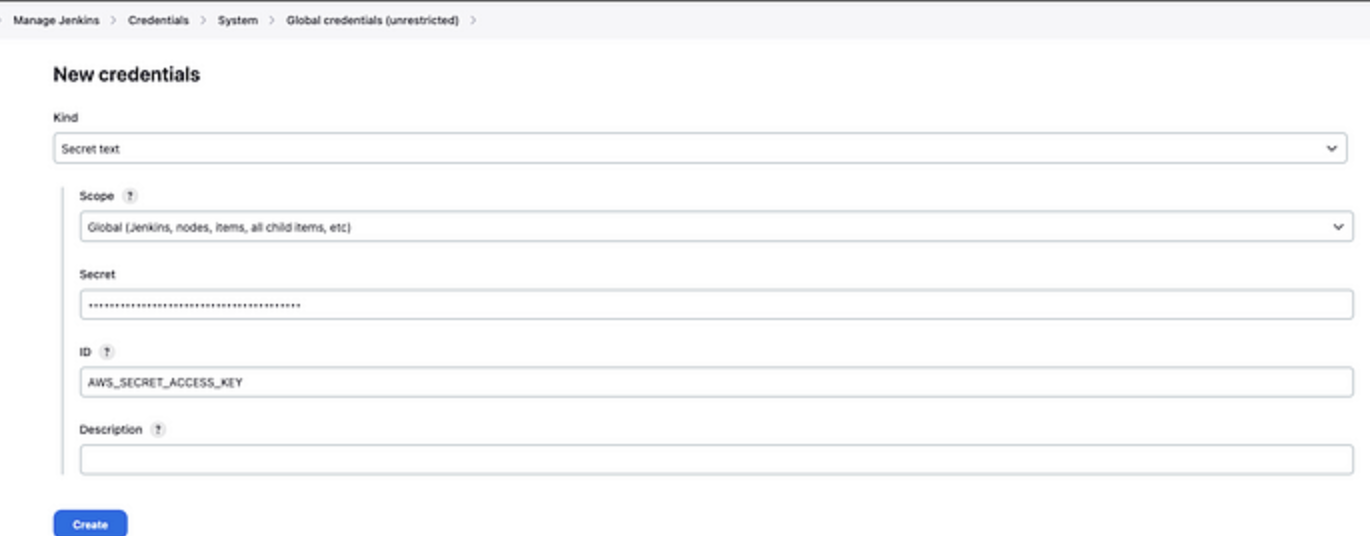 Manage Jenkins > Credentials > System > Global credentials (unrestricted) >
New credentials
Kind
Secret text
Scope ?
Global (Jenkins, nodes, items, all child items, etc)
Secret
••••••••••••••••••••••••••••••••••••••••
ID ?
AWS_SECRET_ACCESS_KEY
Description ?
Create